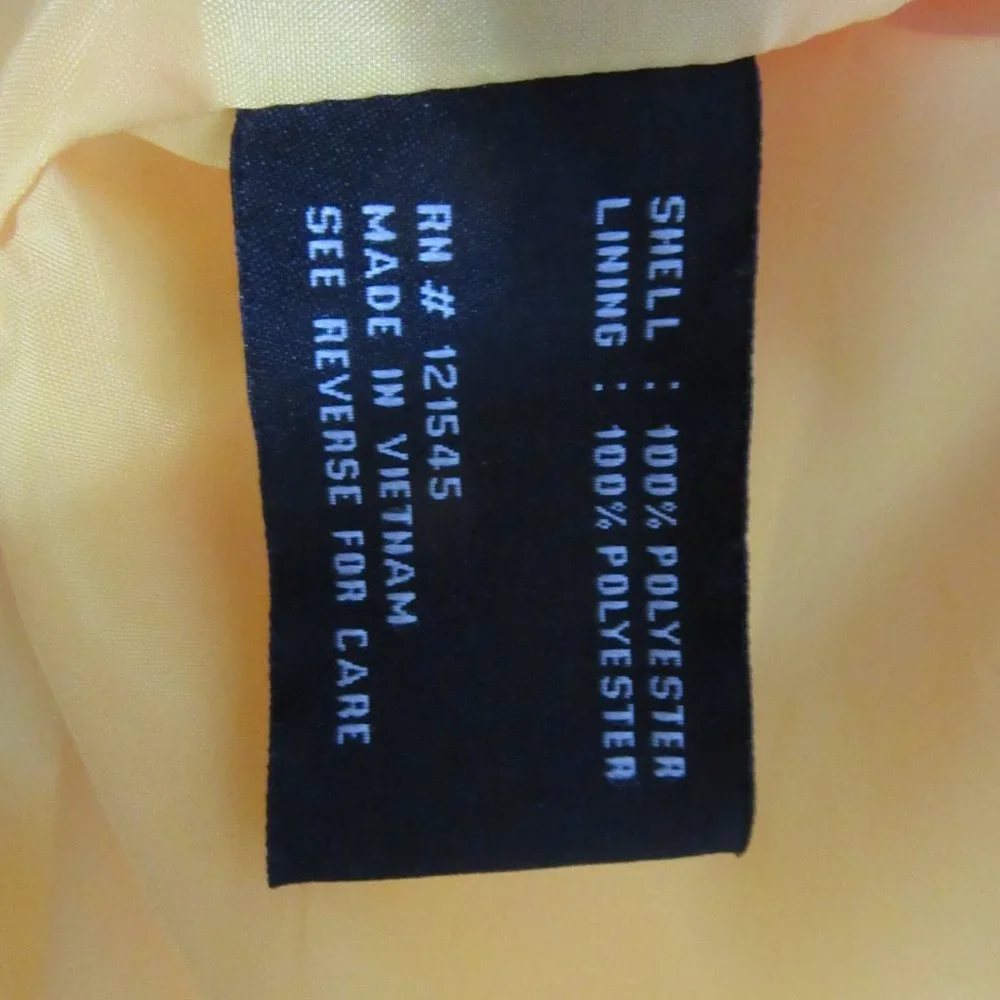 SHELL : 100% POLYESTER
LINING : 100% POLYESTER
RN # 121545
MADE IN VIETNAM
SEE REVERSE FOR CARE